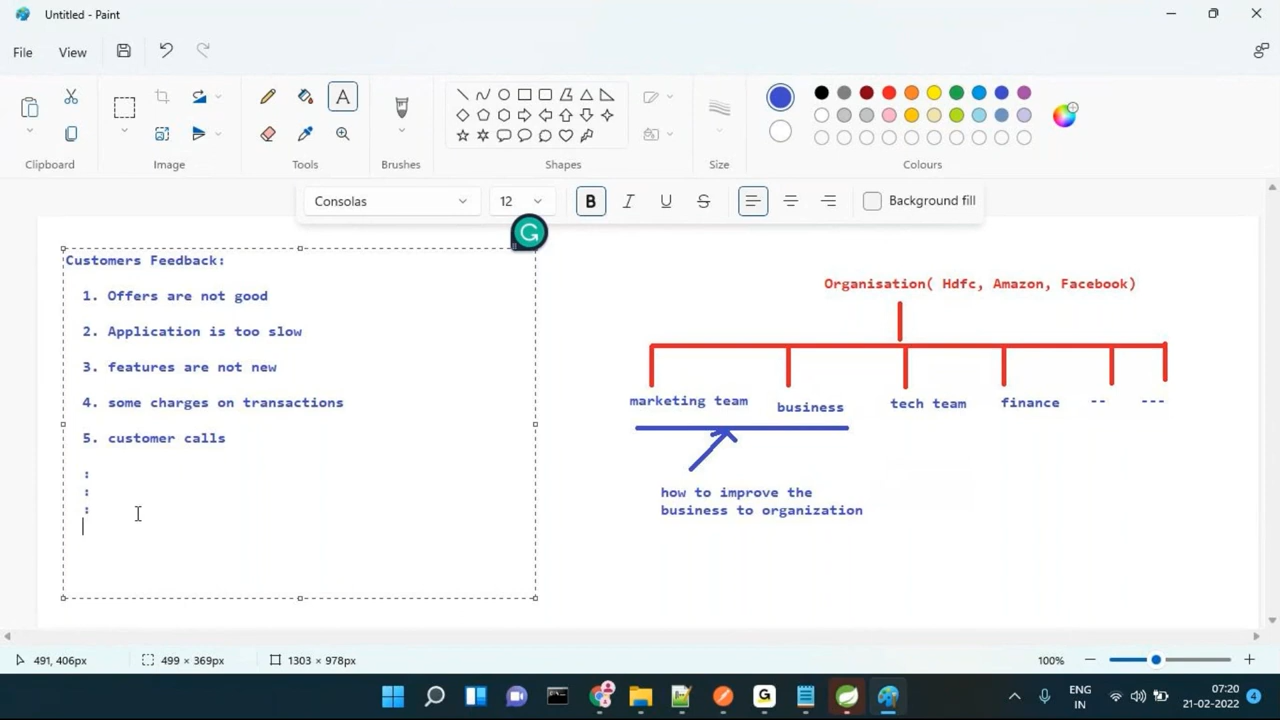 Untitled - Paint
File View
Clipboard
Image
Tools
Brushes
Shapes
Size
Colours
Consolas
12
B I U S
Background fill
Customers Feedback:
1. Offers are not good
2. Application is too slow
3. features are not new
4. some charges on transactions
5. customer calls
:
:
:
Organisation( Hdfc, Amazon, Facebook)
marketing team business tech team finance -- ---
how to improve the
business to organization
491, 406px
499 × 369px
1303 × 978px
100%
ENG
IN
07:20
21-02-2022
4